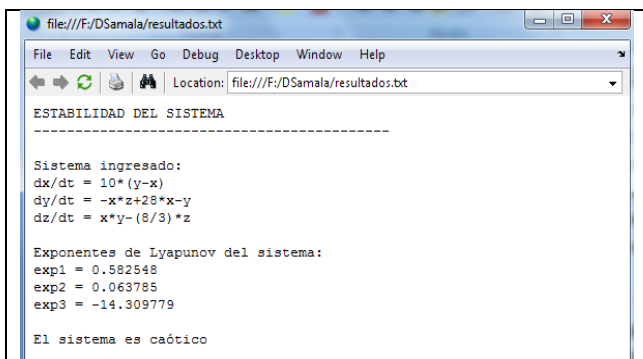 file:///F:/DSamala/resultados.txt
File Edit View Go Debug Desktop Window Help
Location: file:///F:/DSamala/resultados.txt
ESTABILIDAD DEL SISTEMA
-------------------------------------------
Sistema ingresado:
dx/dt = 10*(y-x)
dy/dt = -x*z+28*x-y
dz/dt = x*y-(8/3)*z
Exponentes de Lyapunov del sistema:
exp1 = 0.582548
exp2 = 0.063785
exp3 = -14.309779
El sistema es caótico